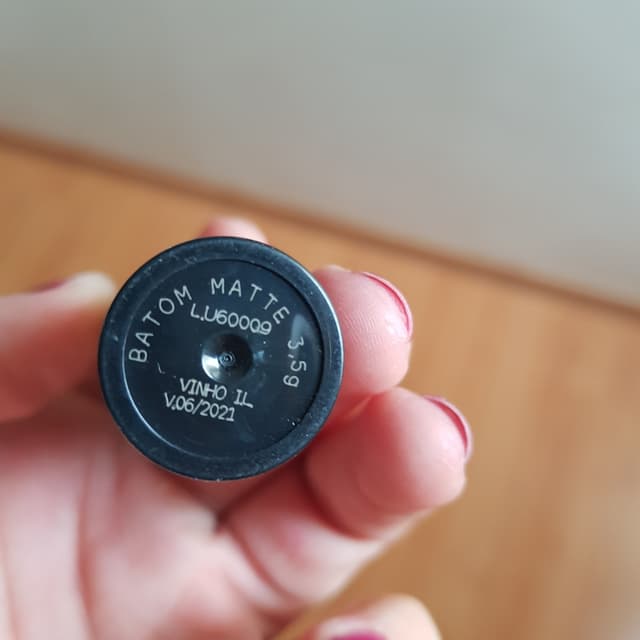 BATOM MATTE 3,5g
L.U60009
VINHO IL
V.06/2021